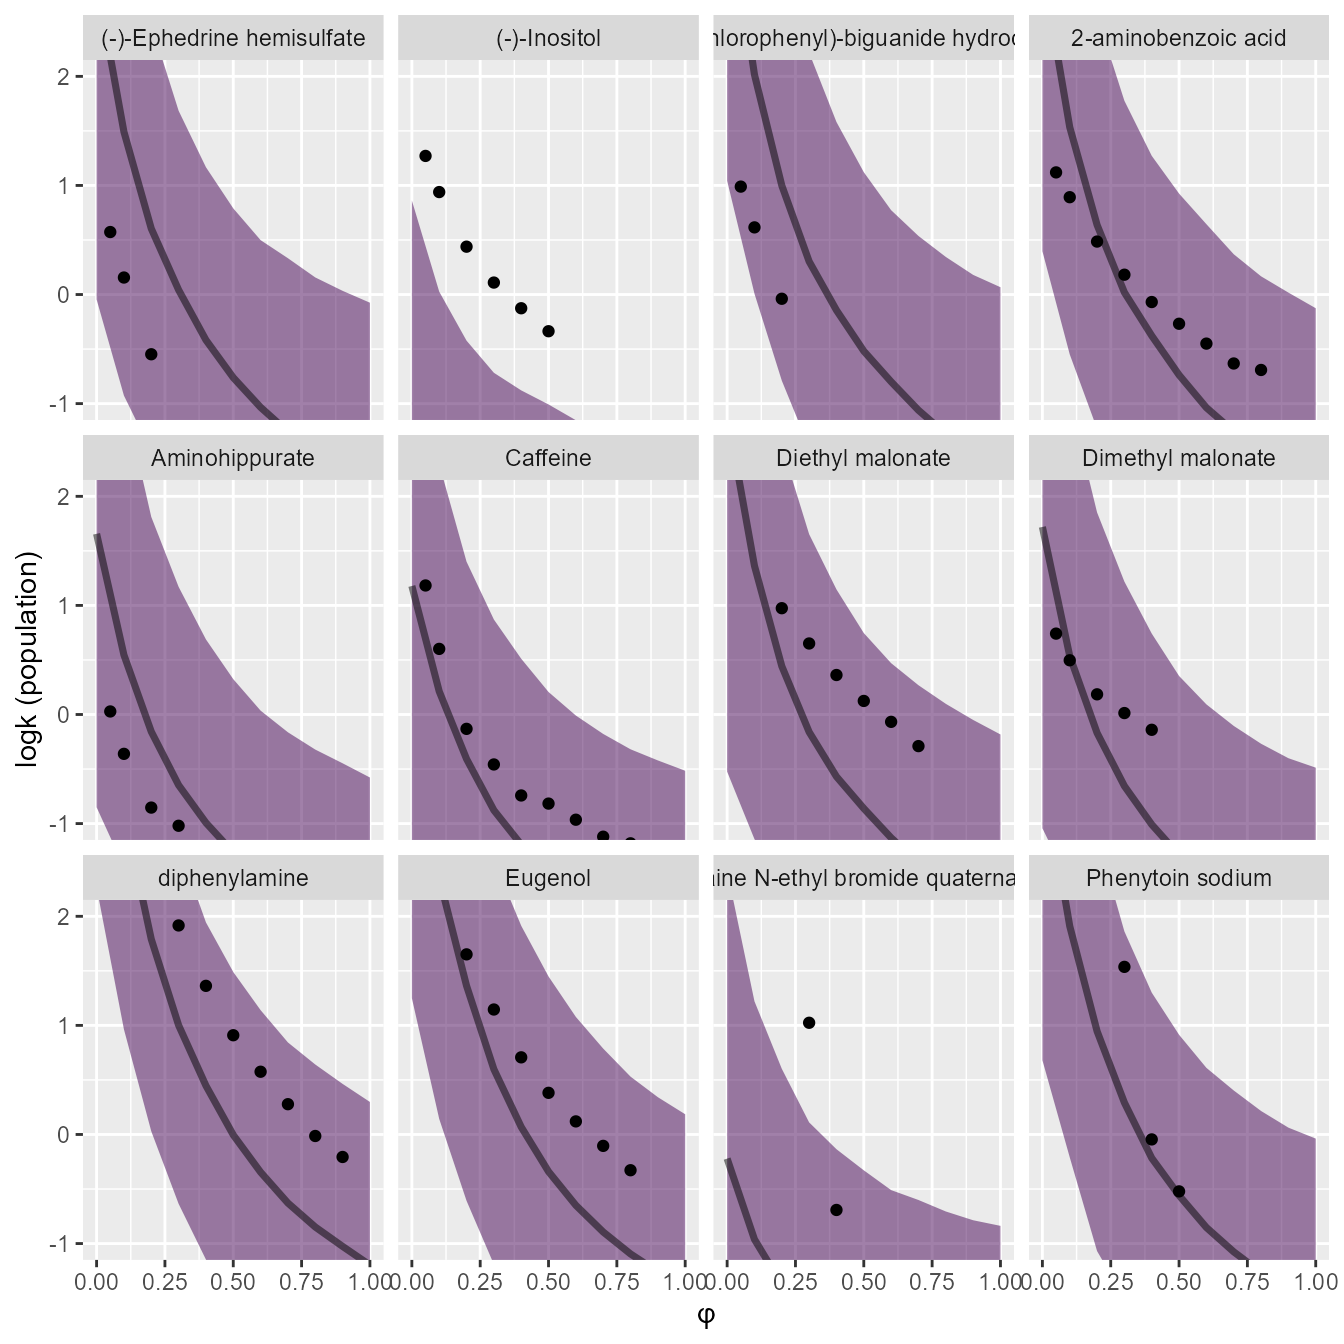 (-)-Ephedrine hemisulfate
(-)-Inositol
hlorophenyl)-biguanide hydroc
2-aminobenzoic acid
2
1
0
-1
Aminohippurate
Caffeine
Diethyl malonate
Dimethyl malonate
2
1
0
-1
logk (population)
diphenylamine
Eugenol
ine N-ethyl bromide quaterna
Phenytoin sodium
2
1
0
-1
0.00 0.25 0.50 0.75 1.00
0.00 0.25 0.50 0.75 1.00
0.00 0.25 0.50 0.75 1.00
0.00 0.25 0.50 0.75 1.00
φ